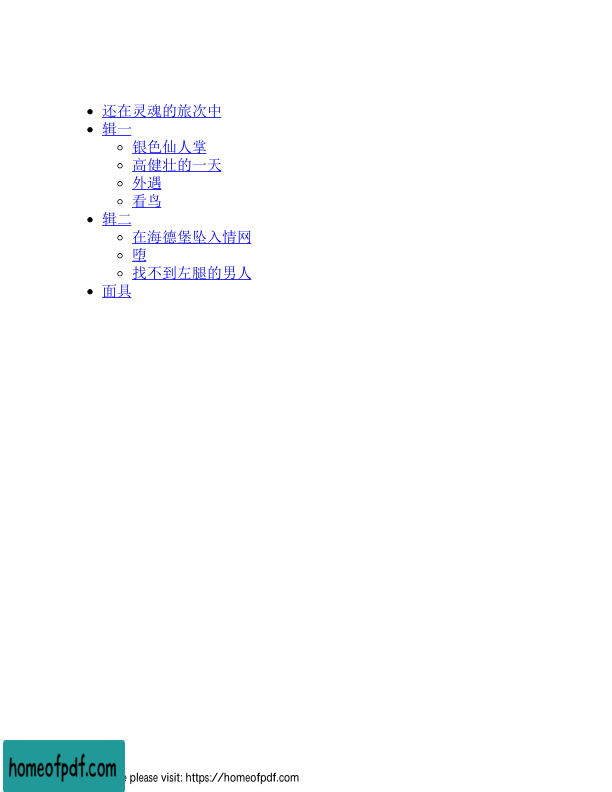 还在灵魂的旅次中
辑一
银色仙人掌
高健壮的一天
外遇
看鸟
辑二
在海德堡坠入情网
堕
找不到左腿的男人
面具
homeofpdf.com
please visit: https://homeofpdf.com